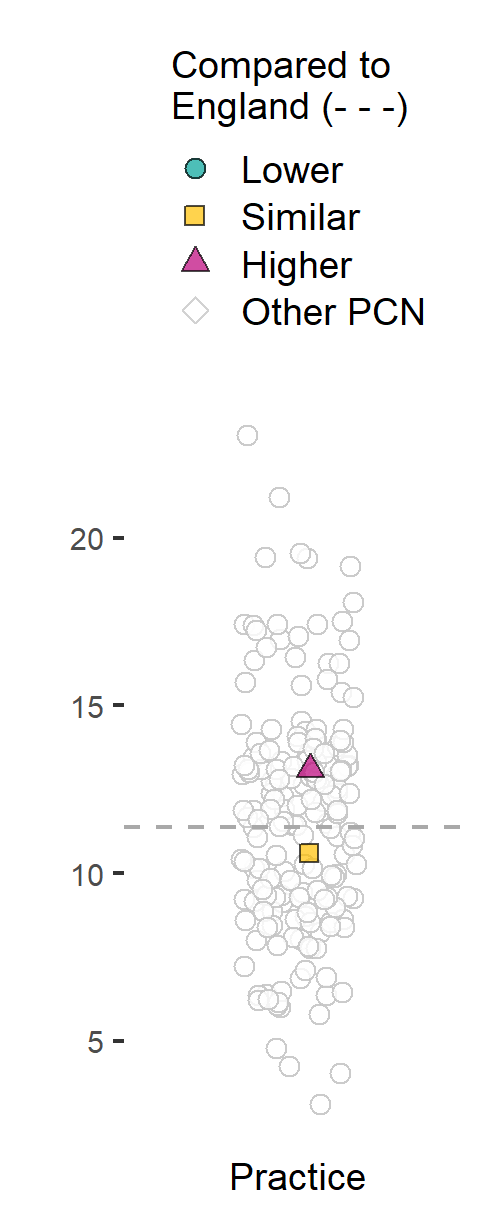 Compared to
England (- - -)
Lower
Similar
Higher
Other PCN
20
15
10
5
Practice